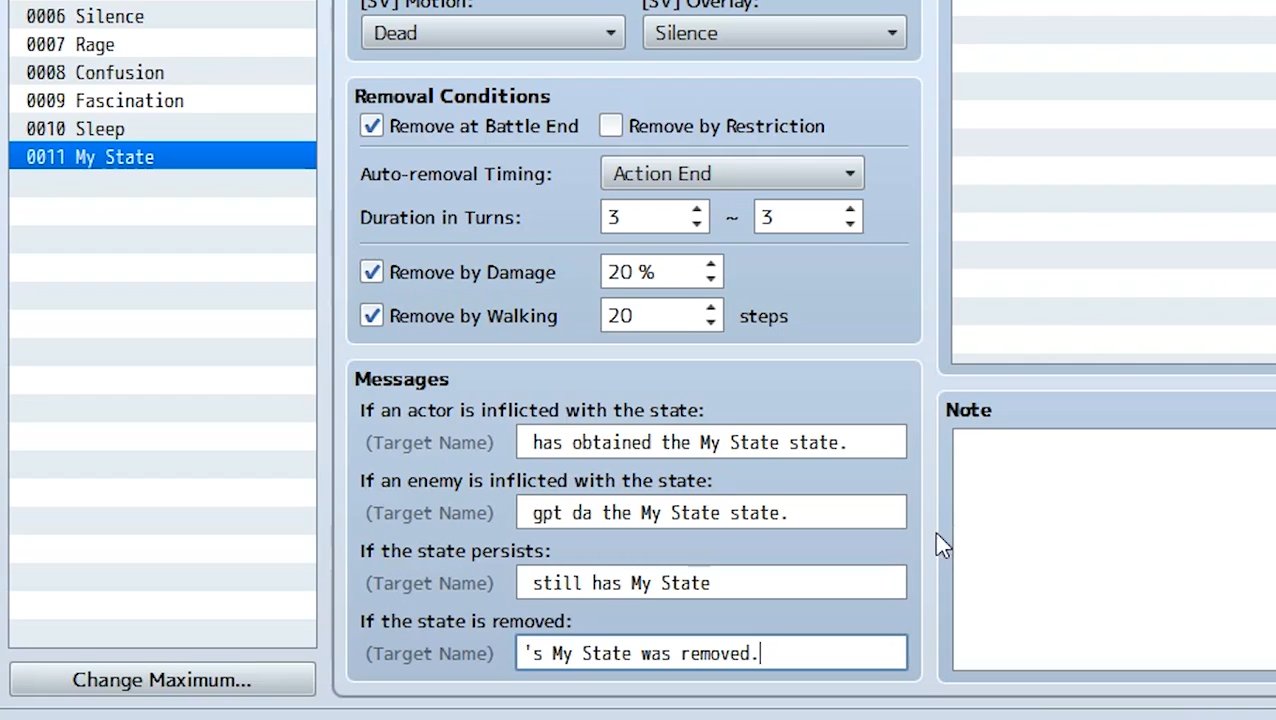 [SV] Motion:
[SV] Overlay:
Dead
Silence
0006 Silence
0007 Rage
0008 Confusion
0009 Fascination
0010 Sleep
0011 My State
Change Maximum...
Removal Conditions
Remove at Battle End
Remove by Restriction
Auto-removal Timing:
Action End
Duration in Turns:
3 ~ 3
Remove by Damage
20 %
Remove by Walking
20 steps
Messages
If an actor is inflicted with the state:
(Target Name) has obtained the My State state.
If an enemy is inflicted with the state:
(Target Name) gpt da the My State state.
If the state persists:
(Target Name) still has My State
If the state is removed:
(Target Name) 's My State was removed.
Note